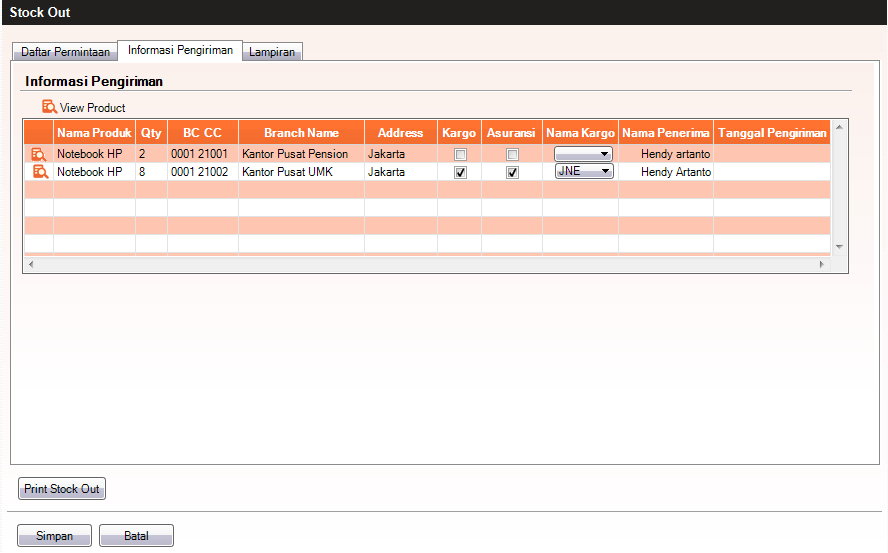 Stock Out
Daftar Permintaan Informasi Pengiriman Lampiran
Informasi Pengiriman
View Product
Nama Produk Qty BC CC Branch Name Address Kargo Asuransi Nama Kargo Nama Penerima Tanggal Pengiriman
Notebook HP 2 0001 21001 Kantor Pusat Pension Jakarta Hendy artanto
Notebook HP 8 0001 21002 Kantor Pusat UMK Jakarta JNE Hendy Artanto
Print Stock Out
Simpan Batal